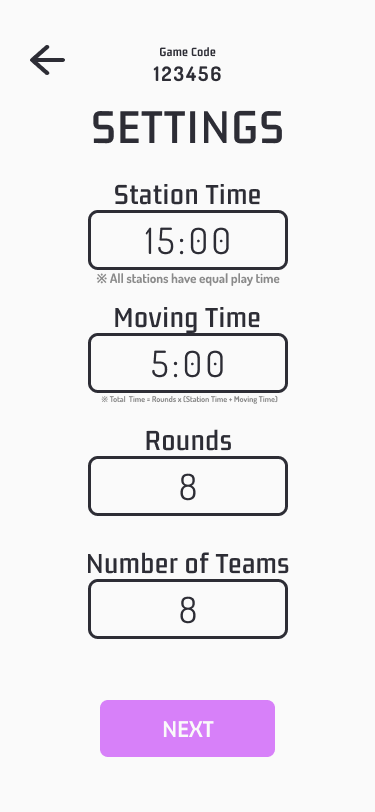 Game Code
123456
SETTINGS
Station Time
15:00
※ All stations have equal play time
Moving Time
5:00
※ Total Time = Rounds x (Station Time + Moving Time)
Rounds
8
Number of Teams
8
NEXT